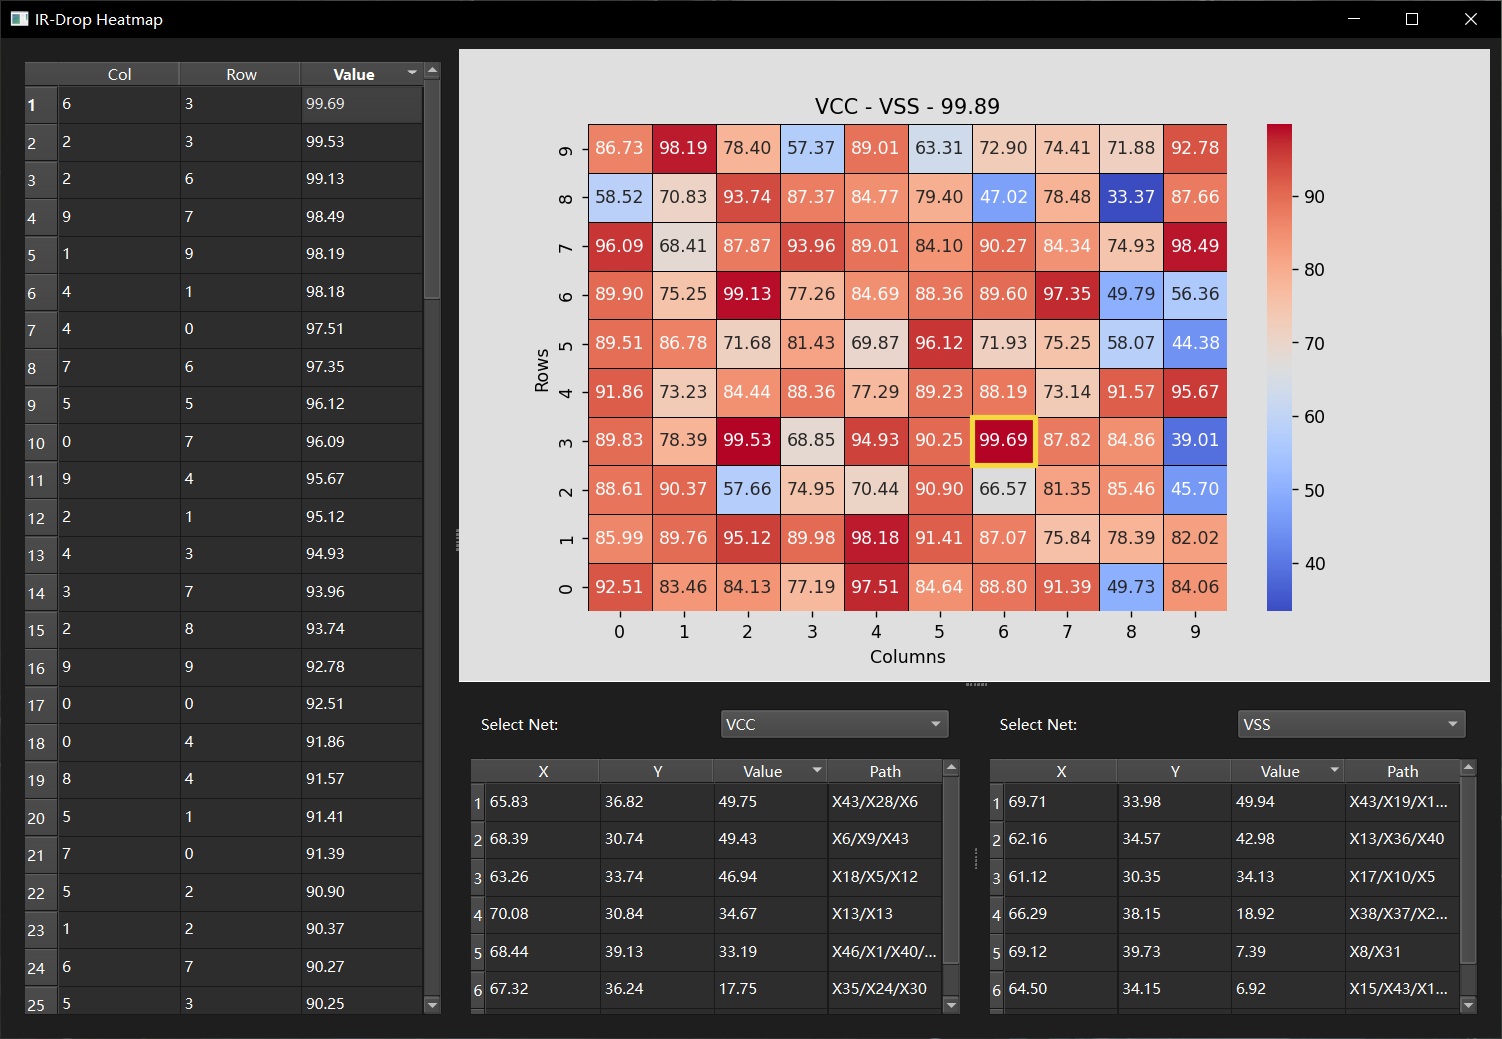 IR-Drop Heatmap
Col Row Value
1 6 3 99.69
2 2 3 99.53
3 2 6 99.13
4 9 7 98.49
5 1 9 98.19
6 4 1 98.18
7 4 0 97.51
8 7 6 97.35
9 5 5 96.12
10 0 7 96.09
11 9 4 95.67
12 2 1 95.12
13 4 3 94.93
14 3 7 93.96
15 2 8 93.74
16 9 9 92.78
17 0 0 92.51
18 0 4 91.86
19 8 4 91.57
20 5 1 91.41
21 7 0 91.39
22 5 2 90.90
23 1 2 90.37
24 6 7 90.27
25 5 3 90.25
VCC - VSS - 99.89
9 86.73 98.19 78.40 57.37 89.01 63.31 72.90 74.41 71.88 92.78
8 58.52 70.83 93.74 87.37 84.77 79.40 47.02 78.48 33.37 87.66
7 96.09 68.41 87.87 93.96 89.01 84.10 90.27 84.34 74.93 98.49
6 89.90 75.25 99.13 77.26 84.69 88.36 89.60 97.35 49.79 56.36
5 89.51 86.78 71.68 81.43 69.87 96.12 71.93 75.25 58.07 44.38
4 91.86 73.23 84.44 88.36 77.29 89.23 88.19 73.14 91.57 95.67
3 89.83 78.39 99.53 68.85 94.93 90.25 99.69 87.82 84.86 39.01
2 88.61 90.37 57.66 74.95 70.44 90.90 66.57 81.35 85.46 45.70
1 85.99 89.76 95.12 89.98 98.18 91.41 87.07 75.84 78.39 82.02
0 92.51 83.46 84.13 77.19 97.51 84.64 88.80 91.39 49.73 84.06
0 1 2 3 4 5 6 7 8 9
Rows
Columns
90
80
70
60
50
40
Select Net: VCC
X Y Value Path
1 65.83 36.82 49.75 X43/X28/X6
2 68.39 30.74 49.43 X6/X9/X43
3 63.26 33.74 46.94 X18/X5/X12
4 70.08 30.84 34.67 X13/X13
5 68.44 39.13 33.19 X46/X1/X40/...
6 67.32 36.24 17.75 X35/X24/X30
Select Net: VSS
X Y Value Path
1 69.71 33.98 49.94 X43/X19/X1...
2 62.16 34.57 42.98 X13/X36/X40
3 61.12 30.35 34.13 X17/X10/X5
4 66.29 38.15 18.92 X38/X37/X2...
5 69.12 39.73 7.39 X8/X31
6 64.50 34.15 6.92 X15/X43/X1...